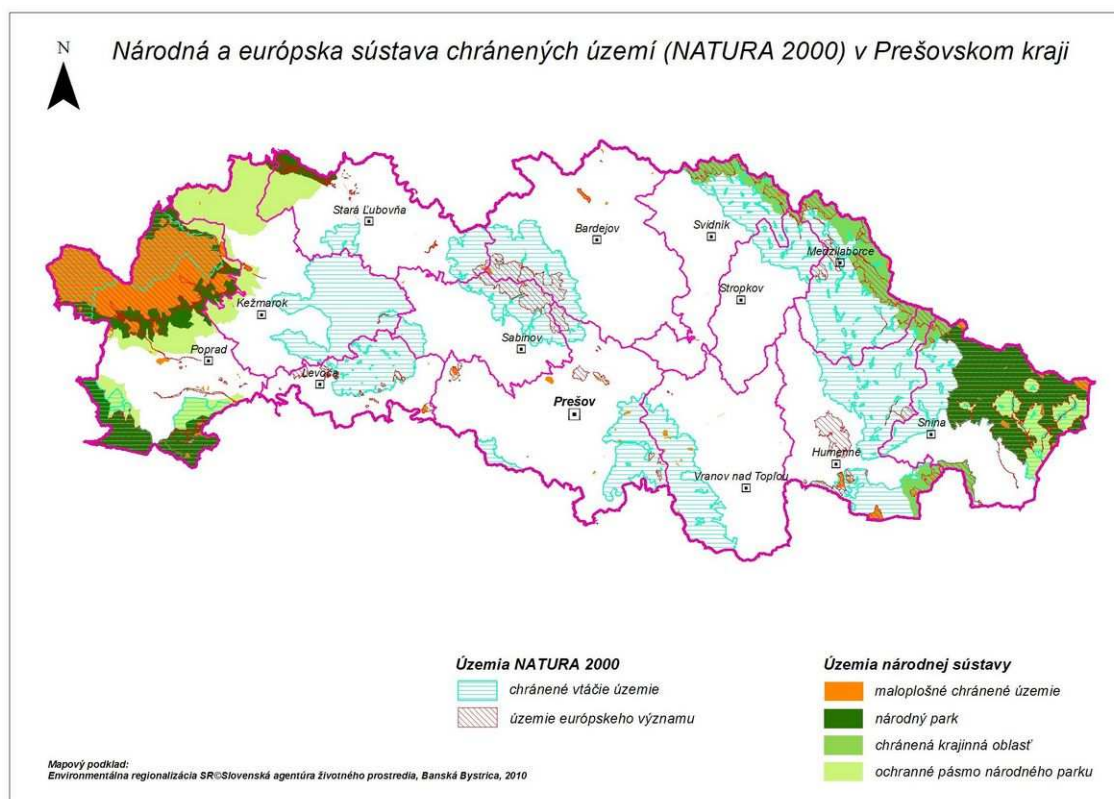 N
Národná a európska sústava chránených území (NATURA 2000) v Prešovskom kraji
Stará Ľubovňa
Bardejov
Svidník
Medzilaborce
Stropkov
Kežmarok
Sabinov
Poprad
Levoča
Prešov
Snina
Humenné
Vranov nad Topľou
Územia NATURA 2000
chránené vtáčie územie
územie európskeho významu
Územia národnej sústavy
maloplošné chránené územie
národný park
chránená krajinná oblasť
ochranné pásmo národného parku
Mapový podklad:
Environmentálna regionalizácia SR©Slovenská agentúra životného prostredia, Banská Bystrica, 2010